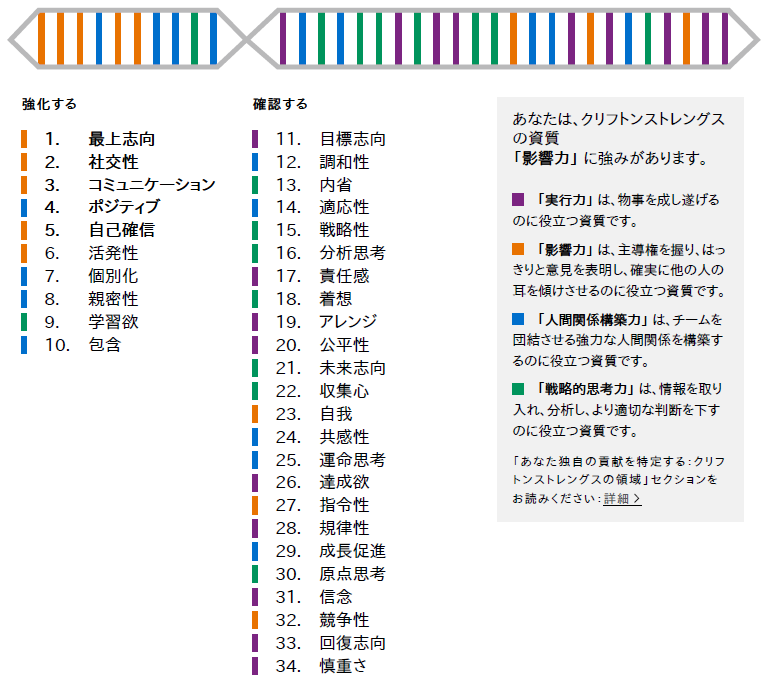 強化する
1. 最上志向
2. 社交性
3. コミュニケーション
4. ポジティブ
5. 自己確信
6. 活発性
7. 個別化
8. 親密性
9. 学習欲
10. 包含
確認する
11. 目標志向
12. 調和性
13. 内省
14. 適応性
15. 戦略性
16. 分析思考
17. 責任感
18. 着想
19. アレンジ
20. 公平性
21. 未来志向
22. 収集心
23. 自我
24. 共感性
25. 運命思考
26. 達成欲
27. 指令性
28. 規律性
29. 成長促進
30. 原点思考
31. 信念
32. 競争性
33. 回復志向
34. 慎重さ
あなたは、クリフトンストレングス
の資質
「影響力」 に強みがあります。
「実行力」 は、物事を成し遂げる
のに役立つ資質です。
「影響力」 は、主導権を握り、はっ
きりと意見を表明し、確実に他の人の
耳を傾けさせるのに役立つ資質です。
「人間関係構築力」 は、チームを
団結させる強力な人間関係を構築す
るのに役立つ資質です。
「戦略的思考力」 は、情報を取り
入れ、分析し、より適切な判断を下す
のに役立つ資質です。
「あなた独自の貢献を特定する：クリフ
トンストレングスの領域」セクションを
お読みください：詳細 >